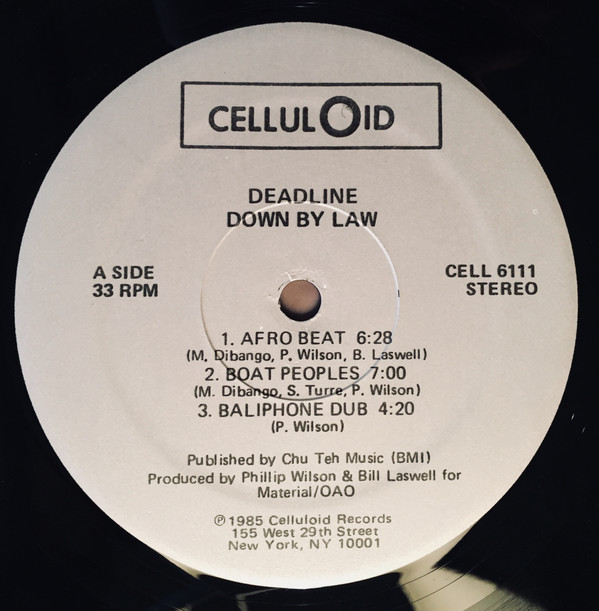 CELLULOID
DEADLINE
DOWN BY LAW
A SIDE
33 RPM
CELL 6111
STEREO
1. AFRO BEAT 6:28
(M. Dibango, P. Wilson, B. Laswell)
2. BOAT PEOPLES 7:00
(M. Dibango, S. Turre, P. Wilson)
3. BALIPHONE DUB 4:20
(P. Wilson)
Published by Chu Teh Music (BMI)
Produced by Phillip Wilson & Bill Laswell for
Material/OAO
℗ 1985 Celluloid Records
155 West 29th Street
New York, NY 10001